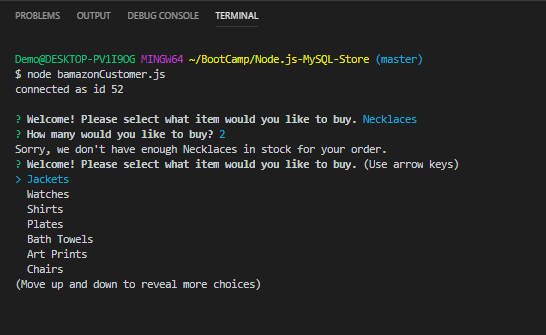 PROBLEMS OUTPUT DEBUG CONSOLE TERMINAL
Demo@DESKTOP-PV1I9OG MINGW64 ~/BootCamp/Node.js-MySQL-Store (master)
$ node bamazonCustomer.js
connected as id 52
? Welcome! Please select what item would you like to buy. Necklaces
? How many would you like to buy? 2
Sorry, we don't have enough Necklaces in stock for your order.
? Welcome! Please select what item would you like to buy. (Use arrow keys)
> Jackets
Watches
Shirts
Plates
Bath Towels
Art Prints
Chairs
(Move up and down to reveal more choices)